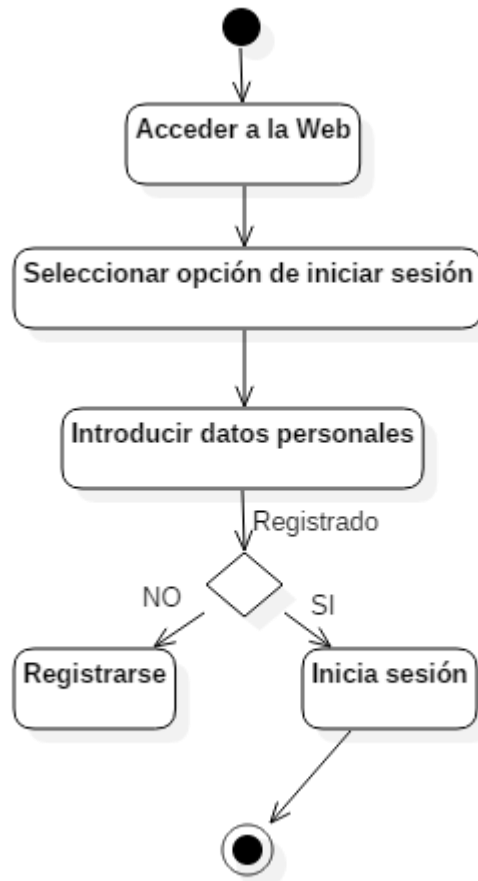 Acceder a la Web
Seleccionar opción de iniciar sesión
Introducir datos personales
Registrado
NO
SI
Registrarse
Inicia sesión